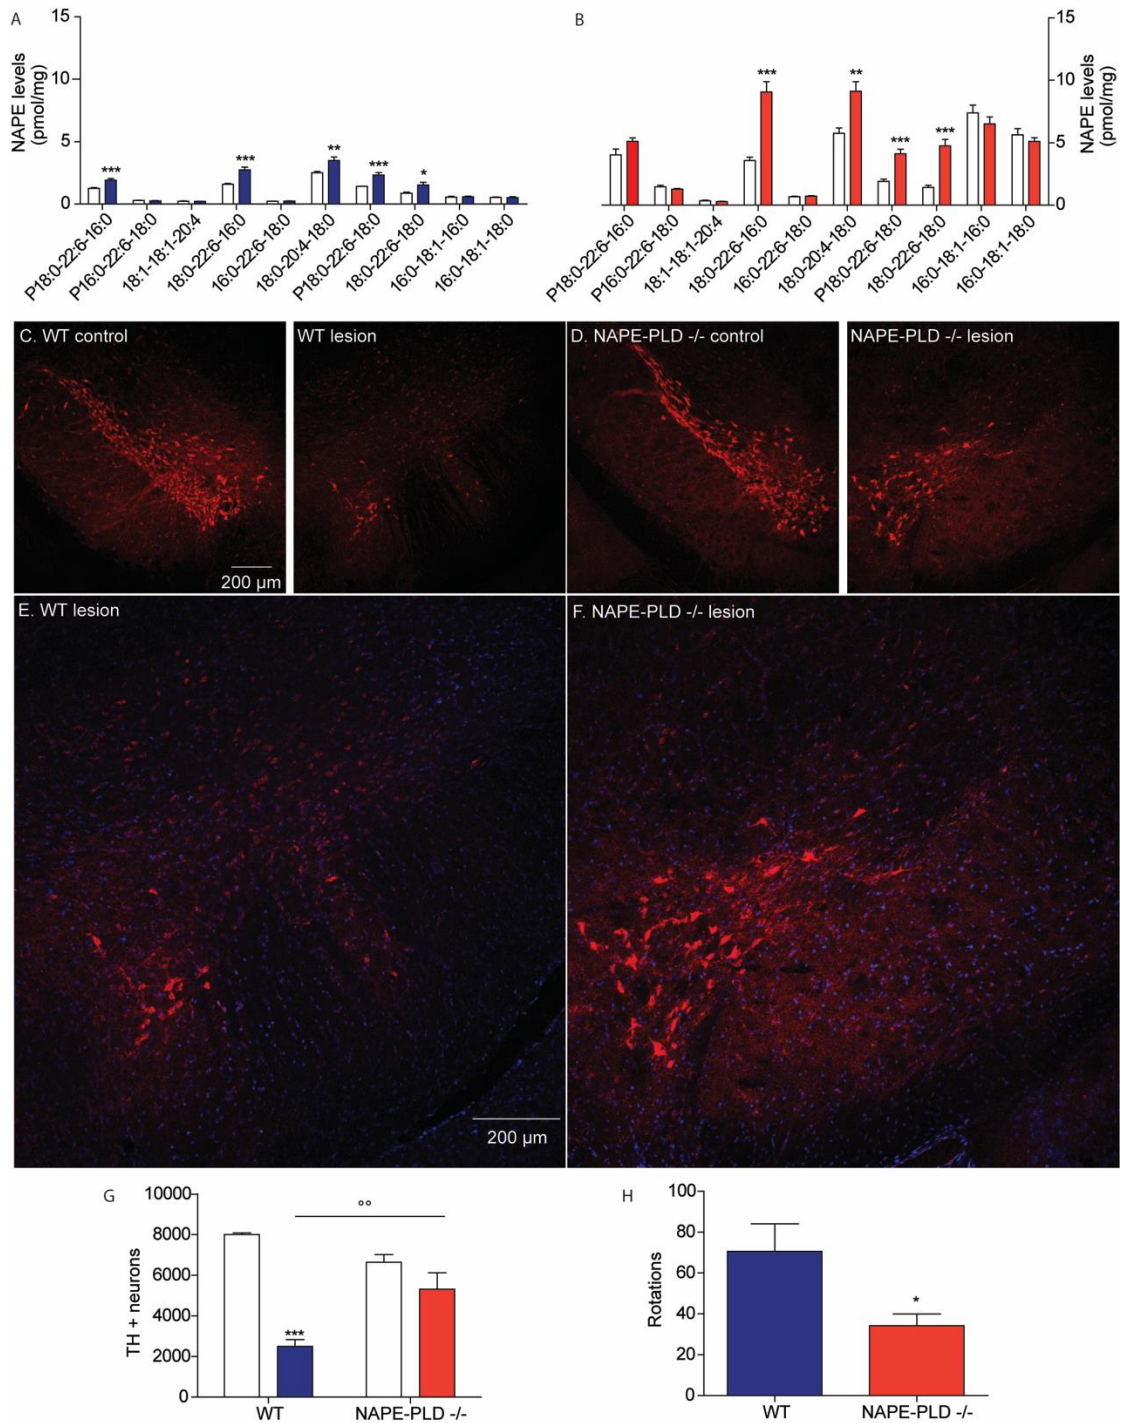 A
15
10
5
0
NAPE levels
(pmol/mg)
***
***
**
***
*
P18:0-22:6-16:0
P16:0-22:6-18:0
18:1-18:1-20:4
18:0-22:6-16:0
16:0-22:6-18:0
18:0-20:4-18:0
P18:0-22:6-18:0
18:0-22:6-18:0
16:0-18:1-16:0
16:0-18:1-18:0
B
15
10
5
0
NAPE levels
(pmol/mg)
***
**
***
***
P18:0-22:6-16:0
P16:0-22:6-18:0
18:1-18:1-20:4
18:0-22:6-16:0
16:0-22:6-18:0
18:0-20:4-18:0
P18:0-22:6-18:0
18:0-22:6-18:0
16:0-18:1-16:0
16:0-18:1-18:0
C. WT control
200 µm
WT lesion
D. NAPE-PLD -/- control
NAPE-PLD -/- lesion
E. WT lesion
200 µm
F. NAPE-PLD -/- lesion
G
10000
8000
6000
4000
2000
0
TH + neurons
°°
***
WT
NAPE-PLD -/-
H
100
80
60
40
20
0
Rotations
*
WT
NAPE-PLD -/-